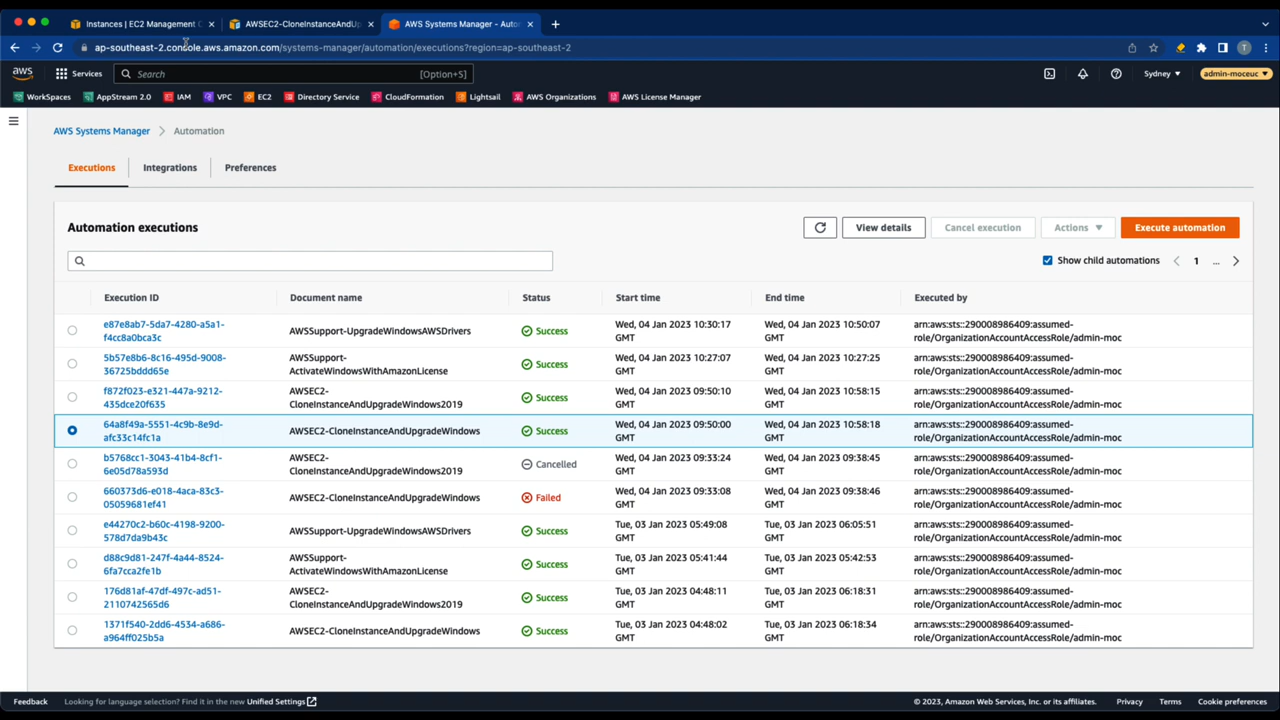 Instances | EC2 Management C
AWSEC2-CloneInstanceAndUp
AWS Systems Manager - Autor
ap-southeast-2.console.aws.amazon.com/systems-manager/automation/executions?region=ap-southeast-2
T
aws
Services
Search
[Option+S]
Sydney
admin-moceuc
WorkSpaces
AppStream 2.0
IAM
VPC
EC2
Directory Service
CloudFormation
Lightsail
AWS Organizations
AWS License Manager
AWS Systems Manager > Automation
Executions
Integrations
Preferences
Automation executions
View details
Cancel execution
Actions
Execute automation
Show child automations
1
...
Execution ID
Document name
Status
Start time
End time
Executed by
e87e8ab7-5da7-4280-a5a1-
f4cc8a0bca3c
AWSSupport-UpgradeWindowsAWSDrivers
Success
Wed, 04 Jan 2023 10:30:17
GMT
Wed, 04 Jan 2023 10:50:07
GMT
arn:aws:sts::290008986409:assumed-
role/OrganizationAccountAccessRole/admin-moc
5b57e8b6-8c16-495d-9008-
36725bddd65e
AWSSupport-
ActivateWindowsWithAmazonLicense
Success
Wed, 04 Jan 2023 10:27:07
GMT
Wed, 04 Jan 2023 10:27:25
GMT
arn:aws:sts::290008986409:assumed-
role/OrganizationAccountAccessRole/admin-moc
f872f023-e321-447a-9212-
435dce20f635
AWSEC2-
CloneInstanceAndUpgradeWindows2019
Success
Wed, 04 Jan 2023 09:50:10
GMT
Wed, 04 Jan 2023 10:58:15
GMT
arn:aws:sts::290008986409:assumed-
role/OrganizationAccountAccessRole/admin-moc
64a8f49a-5551-4c9b-8e9d-
afc33c14fc1a
AWSEC2-CloneInstanceAndUpgradeWindows
Success
Wed, 04 Jan 2023 09:50:00
GMT
Wed, 04 Jan 2023 10:58:18
GMT
arn:aws:sts::290008986409:assumed-
role/OrganizationAccountAccessRole/admin-moc
b5768cc1-3043-41b4-8cf1-
6e05d78a593d
AWSEC2-
CloneInstanceAndUpgradeWindows2019
Cancelled
Wed, 04 Jan 2023 09:33:24
GMT
Wed, 04 Jan 2023 09:38:45
GMT
arn:aws:sts::290008986409:assumed-
role/OrganizationAccountAccessRole/admin-moc
660373d6-e018-4aca-83c3-
05059681ef41
AWSEC2-CloneInstanceAndUpgradeWindows
Failed
Wed, 04 Jan 2023 09:33:08
GMT
Wed, 04 Jan 2023 09:38:46
GMT
arn:aws:sts::290008986409:assumed-
role/OrganizationAccountAccessRole/admin-moc
e44270c2-b60c-4198-9200-
578d7da9b43c
AWSSupport-UpgradeWindowsAWSDrivers
Success
Tue, 03 Jan 2023 05:49:08
GMT
Tue, 03 Jan 2023 06:05:51
GMT
arn:aws:sts::290008986409:assumed-
role/OrganizationAccountAccessRole/admin-moc
d88c9d81-247f-4a44-8524-
6fa7cca2fe1b
AWSSupport-
ActivateWindowsWithAmazonLicense
Success
Tue, 03 Jan 2023 05:41:44
GMT
Tue, 03 Jan 2023 05:42:53
GMT
arn:aws:sts::290008986409:assumed-
role/OrganizationAccountAccessRole/admin-moc
176d81af-47df-497c-ad51-
2110742565d6
AWSEC2-
CloneInstanceAndUpgradeWindows2019
Success
Tue, 03 Jan 2023 04:48:11
GMT
Tue, 03 Jan 2023 06:18:31
GMT
arn:aws:sts::290008986409:assumed-
role/OrganizationAccountAccessRole/admin-moc
1371f540-2dd6-4534-a686-
a964ff025b5a
AWSEC2-CloneInstanceAndUpgradeWindows
Success
Tue, 03 Jan 2023 04:48:02
GMT
Tue, 03 Jan 2023 06:18:34
GMT
arn:aws:sts::290008986409:assumed-
role/OrganizationAccountAccessRole/admin-moc
Feedback
Looking for language selection? Find it in the new Unified Settings
© 2023, Amazon Web Services, Inc. or its affiliates.
Privacy
Terms
Cookie preferences